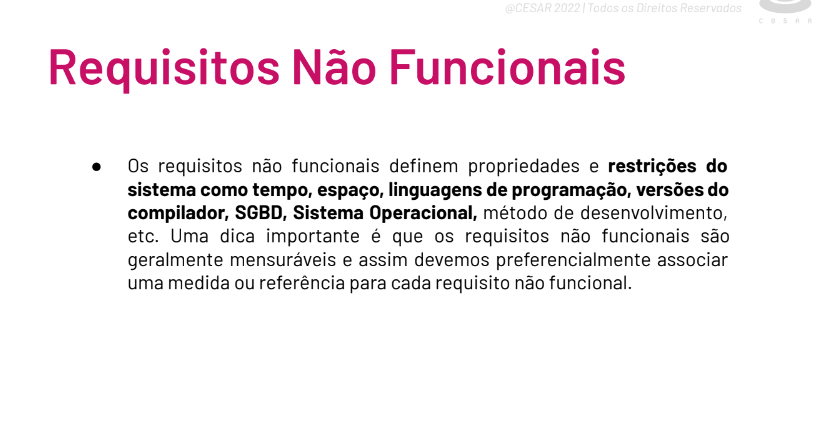 @CESAR 2022 | Todos os Direitos Reservados
C E S A R
Requisitos Não Funcionais
● Os requisitos não funcionais definem propriedades e restrições do
sistema como tempo, espaço, linguagens de programação, versões do
compilador, SGBD, Sistema Operacional, método de desenvolvimento,
etc. Uma dica importante é que os requisitos não funcionais são
geralmente mensuráveis e assim devemos preferencialmente associar
uma medida ou referência para cada requisito não funcional.